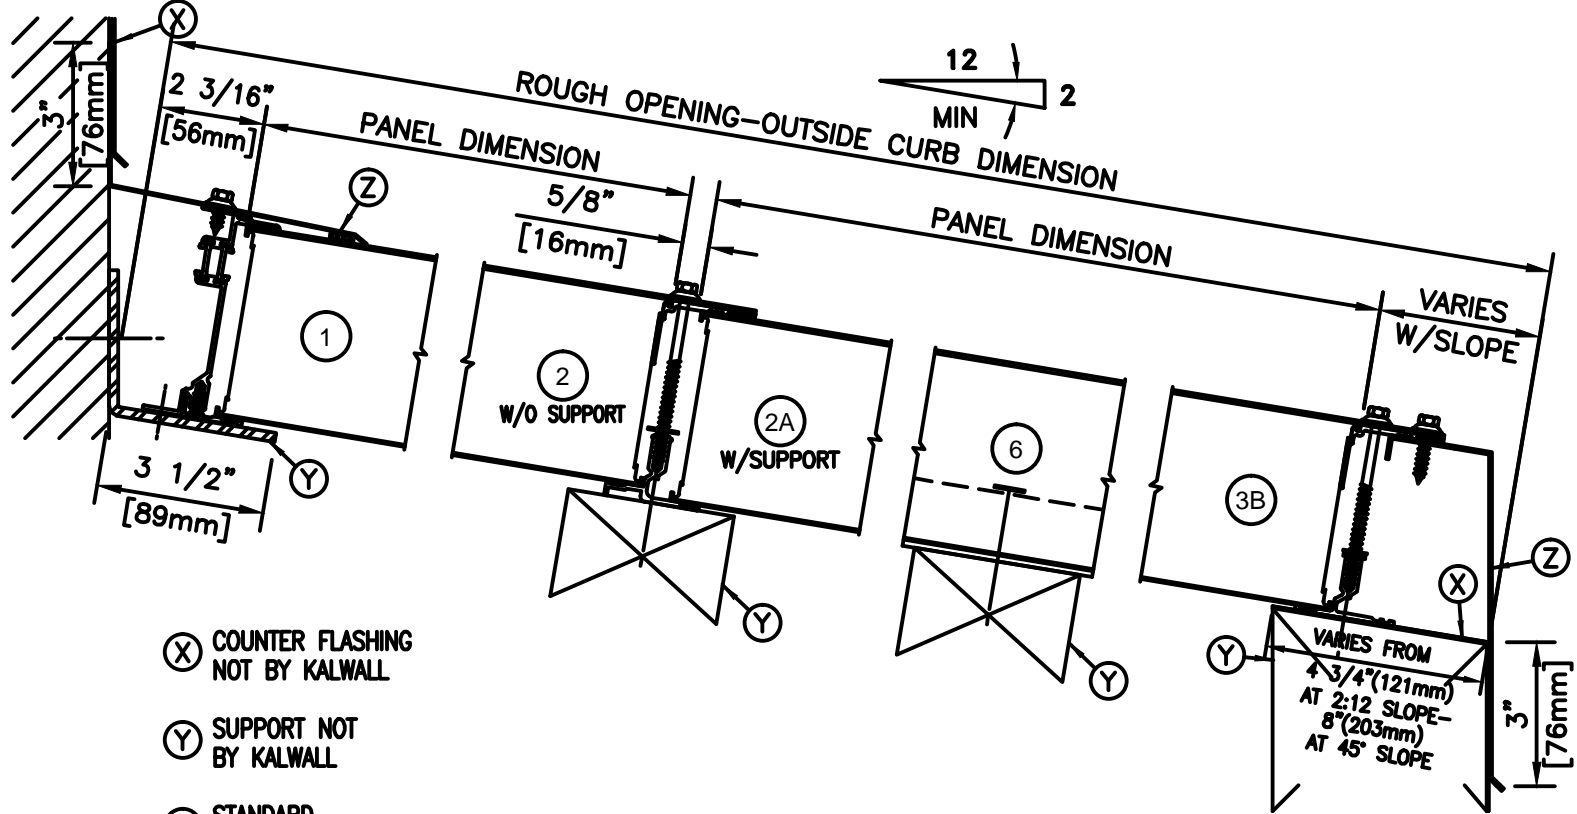 X
12
2
MIN
ROUGH OPENING-OUTSIDE CURB DIMENSION
2 3/16"
[56mm]
3"
[76mm]
PANEL DIMENSION
Z
5/8"
[16mm]
PANEL DIMENSION
VARIES
W/SLOPE
1
2
W/O SUPPORT
2A
W/SUPPORT
6
3B
3 1/2"
[89mm]
Y
Y
Y
Y
X
Z
VARIES FROM
4 3/4"(121mm)
AT 2:12 SLOPE-
8"(203mm)
AT 45° SLOPE
3"
[76mm]
X COUNTER FLASHING
NOT BY KALWALL
Y SUPPORT NOT
BY KALWALL
STANDARD